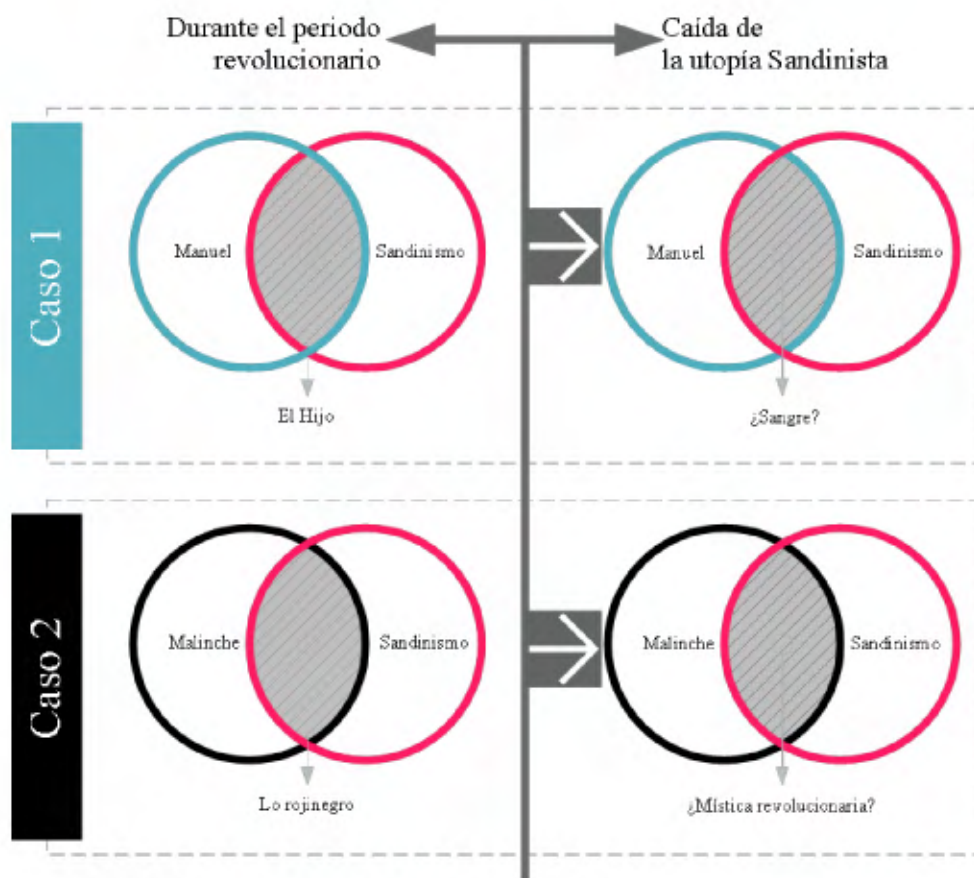 Durante el periodo
revolucionario
Caída de
la utopía Sandinista
Caso 1
Manuel
Sandinismo
El Hijo
Manuel
Sandinismo
¿Sangre?
Caso 2
Malinche
Sandinismo
Lo rojinegro
Malinche
Sandinismo
¿Mística revolucionaria?